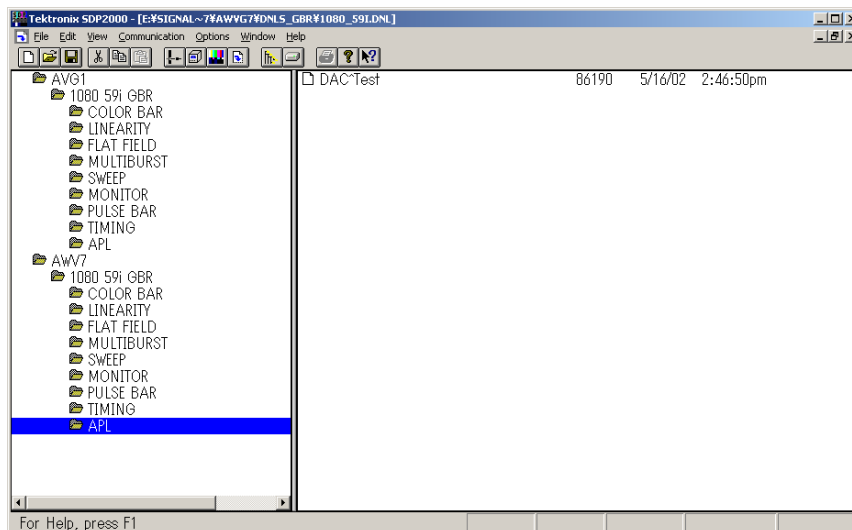 Tektronix SDP2000 - [E:¥SIGNAL~7¥AWVG7¥DNLS_GBR¥1080_59I.DNL]
File Edit View Communication Options Window Help
AVG1
1080 59i GBR
COLOR BAR
LINEARITY
FLAT FIELD
MULTIBURST
SWEEP
MONITOR
PULSE BAR
TIMING
APL
AWV7
1080 59i GBR
COLOR BAR
LINEARITY
FLAT FIELD
MULTIBURST
SWEEP
MONITOR
PULSE BAR
TIMING
APL
DAC^Test 86190 5/16/02 2:46:50pm
For Help, press F1